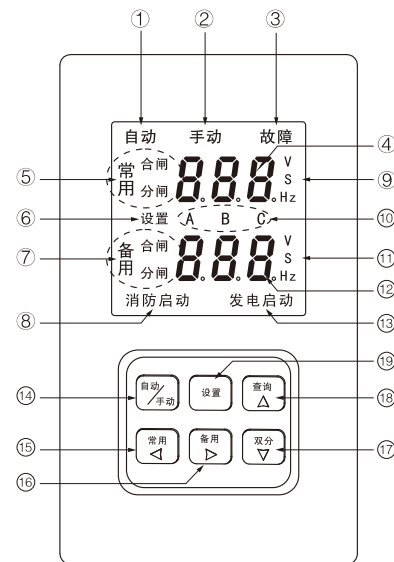 ① ② ③
自动 手动 故障
④
⑤ 常用 合闸 分闸 888 V S Hz ⑨
⑥ 设置 A B C ⑩
⑦ 备用 合闸 分闸 8.8.8. V S Hz ⑪
⑫
消防启动 发电启动
⑧ ⑬
⑲
⑭ 自动/手动 设置 查询 ⑱
⑮ 常用 备用 双分 ⑰
⑯